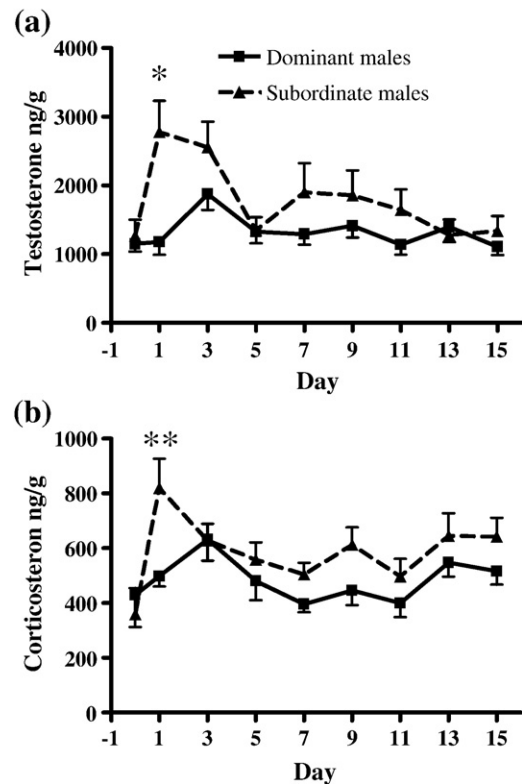 (a)
4000
3000
2000
1000
0
Testosterone ng/g
*
Dominant males
Subordinate males
-1 1 3 5 7 9 11 13 15
Day
(b)
1000
800
600
400
200
0
Corticosteron ng/g
**
-1 1 3 5 7 9 11 13 15
Day